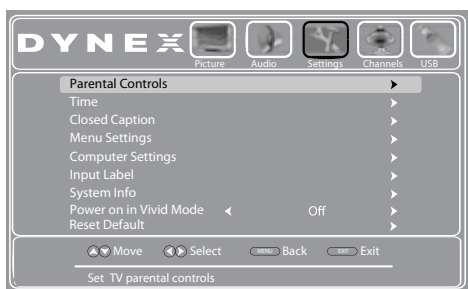 DYNEX
Picture Audio Settings Channels USB
Parental Controls
Time
Closed Caption
Menu Settings
Computer Settings
Input Label
System Info
Power on in Vivid Mode Off
Reset Default
Move Select MENU Back EXIT Exit
Set TV parental controls